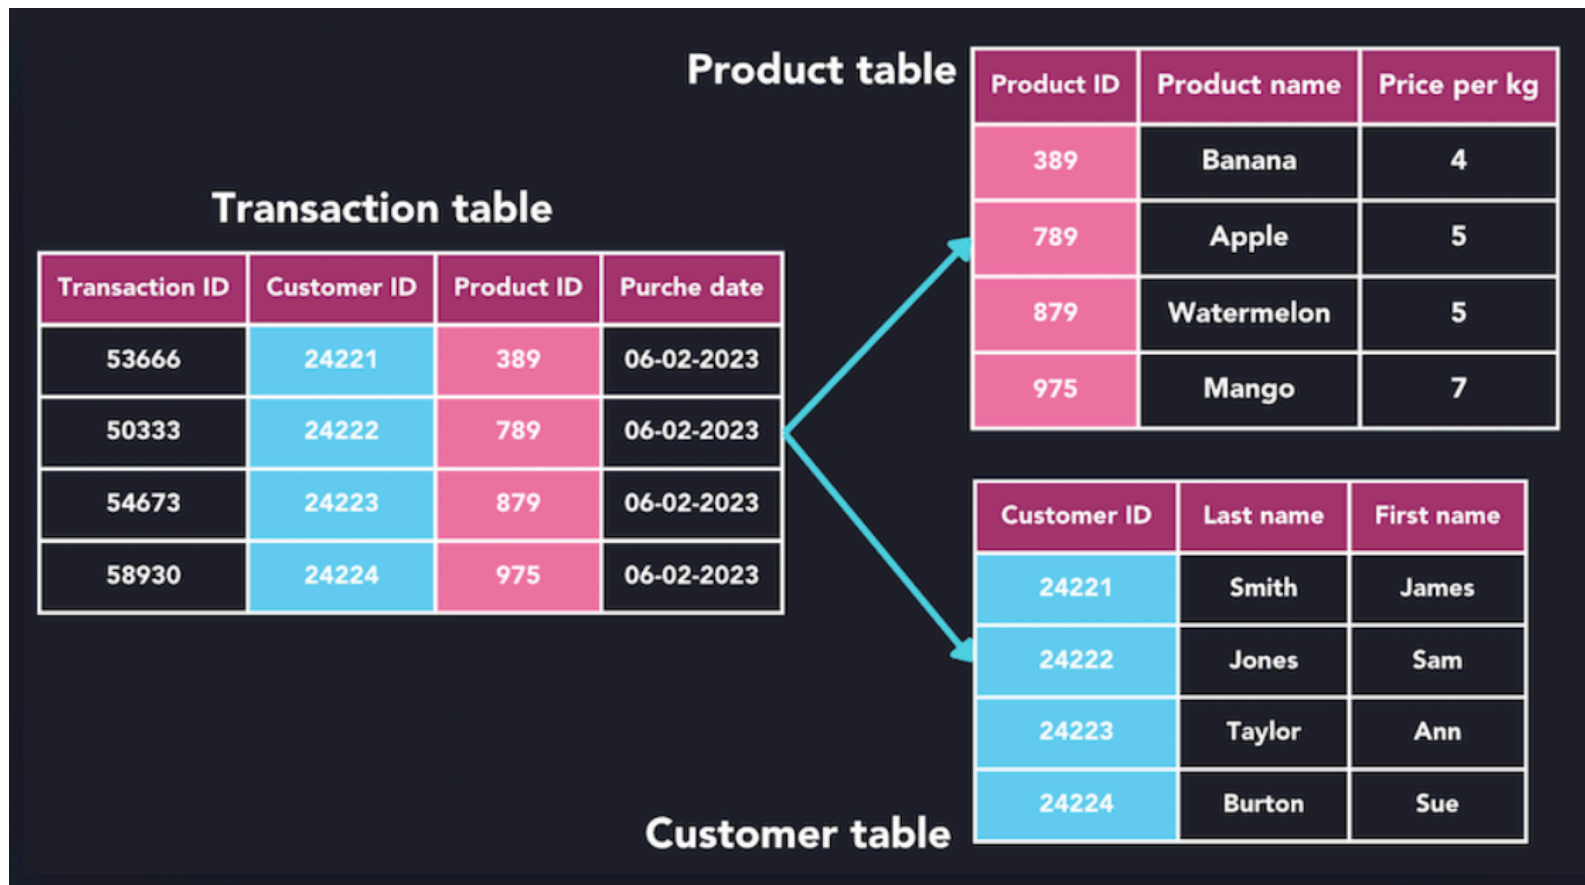 Product table
Product ID Product name Price per kg
389 Banana 4
789 Apple 5
879 Watermelon 5
975 Mango 7
Transaction table
Transaction ID Customer ID Product ID Purche date
53666 24221 389 06-02-2023
50333 24222 789 06-02-2023
54673 24223 879 06-02-2023
58930 24224 975 06-02-2023
Customer ID Last name First name
24221 Smith James
24222 Jones Sam
24223 Taylor Ann
24224 Burton Sue
Customer table